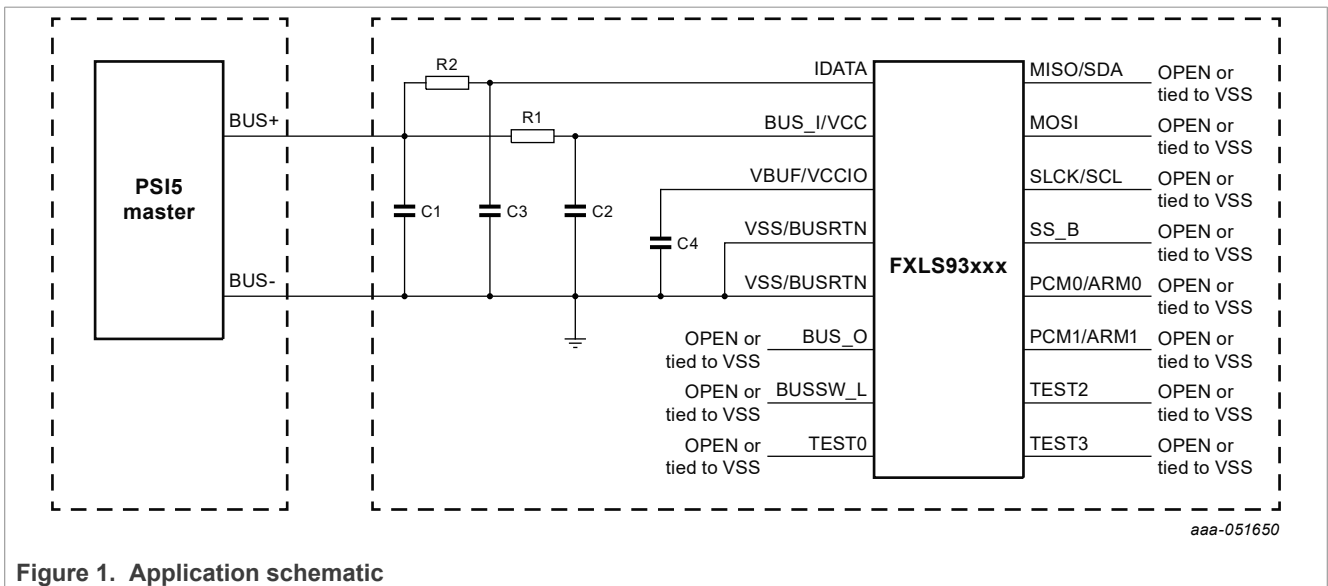 R2
IDATA
MISO/SDA
OPEN or
tied to VSS
BUS+
R1
BUS_I/VCC
MOSI
OPEN or
tied to VSS
PSI5
master
VBUF/VCCIO
SLCK/SCL
OPEN or
tied to VSS
C1
C3
C2
C4
VSS/BUSRTN
FXLS93xxx
SS_B
OPEN or
tied to VSS
BUS-
VSS/BUSRTN
PCM0/ARM0
OPEN or
tied to VSS
OPEN or
tied to VSS
BUS_O
PCM1/ARM1
OPEN or
tied to VSS
OPEN or
tied to VSS
BUSSW_L
TEST2
OPEN or
tied to VSS
OPEN or
tied to VSS
TEST0
TEST3
OPEN or
tied to VSS
aaa-051650
Figure 1. Application schematic